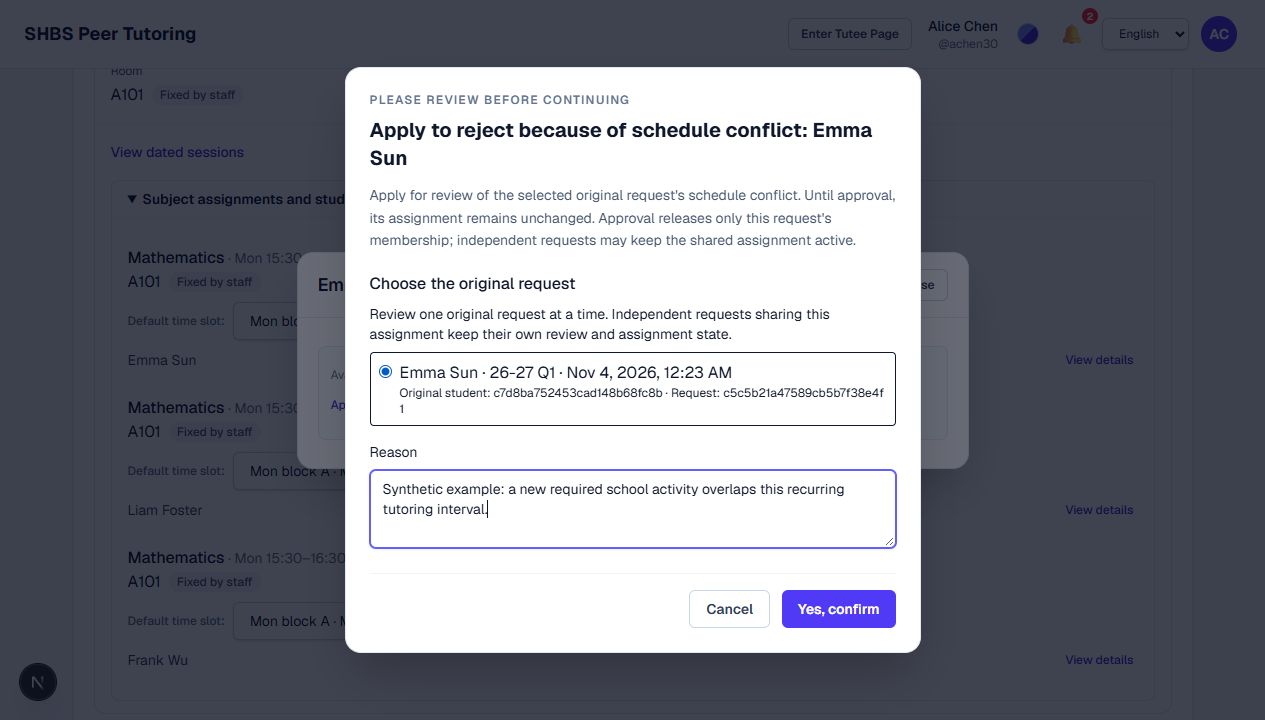 SHBS Peer Tutoring
Enter Tutee Page
Alice Chen
@achen30
2
English
AC
Room
A101 Fixed by staff
View dated sessions
▼ Subject assignments and stud
Mathematics · Mon 15:30
A101 Fixed by staff
Default time slot: Mon blo
Emma Sun
View details
Mathematics · Mon 15:30
A101 Fixed by staff
Default time slot: Mon block A · M
Liam Foster
View details
Mathematics · Mon 15:30–16:30
A101 Fixed by staff
Default time slot: Mon block A · M
Frank Wu
View details
Em
se
Av
Ap
PLEASE REVIEW BEFORE CONTINUING
Apply to reject because of schedule conflict: Emma
Sun
Apply for review of the selected original request's schedule conflict. Until approval,
its assignment remains unchanged. Approval releases only this request's
membership; independent requests may keep the shared assignment active.
Choose the original request
Review one original request at a time. Independent requests sharing this
assignment keep their own review and assignment state.
Emma Sun · 26-27 Q1 · Nov 4, 2026, 12:23 AM
Original student: c7d8ba752453cad148b68fc8b · Request: c5c5b21a47589cb5b7f38e4f
1
Reason
Synthetic example: a new required school activity overlaps this recurring
tutoring interval.
Cancel
Yes, confirm
N